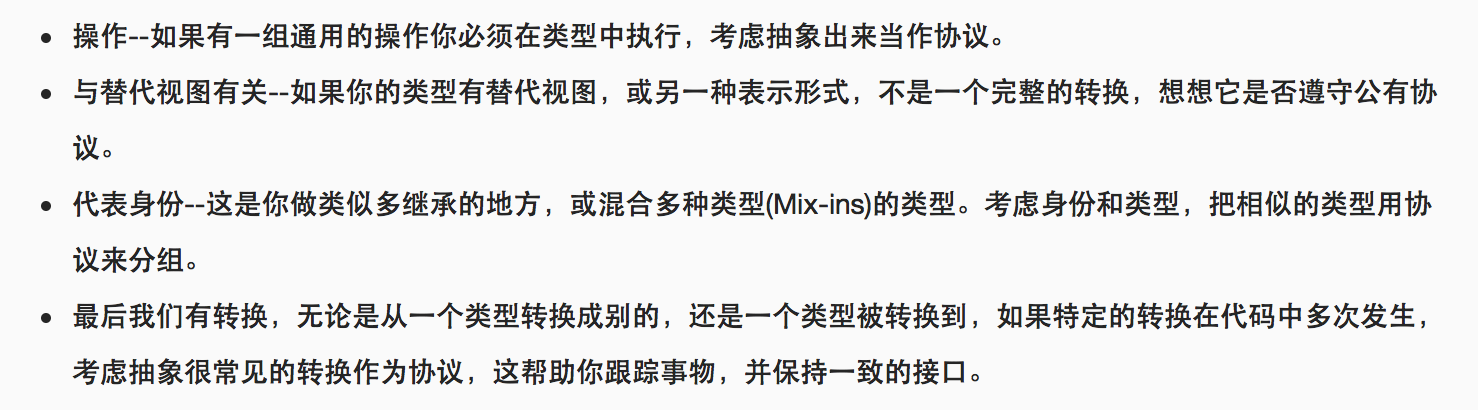 • 操作--如果有一组通用的操作你必须在类型中执行，考虑抽象出来当作协议。
• 与替代视图有关--如果你的类型有替代视图，或另一种表示形式，不是一个完整的转换，想想它是否遵守公有协
议。
• 代表身份--这是你做类似多继承的地方，或混合多种类型(Mix-ins)的类型。考虑身份和类型，把相似的类型用协
议来分组。
• 最后我们有转换，无论是从一个类型转换成别的，还是一个类型被转换到，如果特定的转换在代码中多次发生，
考虑抽象很常见的转换作为协议，这帮助你跟踪事物，并保持一致的接口。